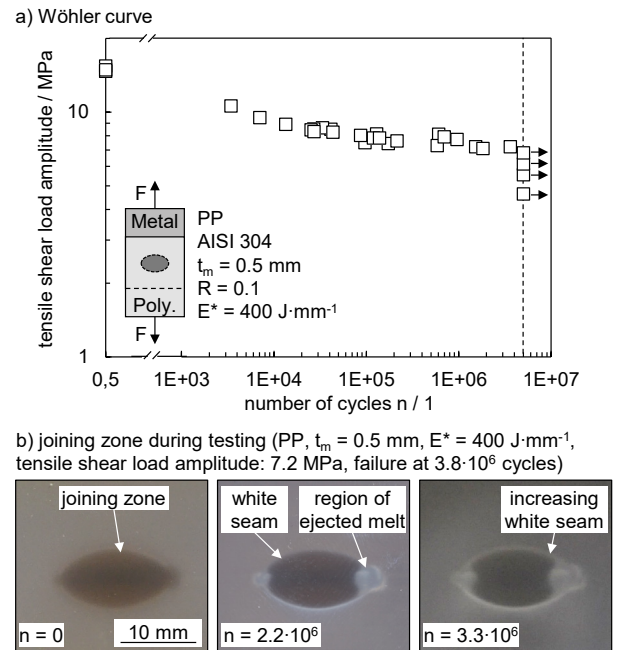 a) Wöhler curve
tensile shear load amplitude / MPa
10
1
F
Metal
Poly.
F
PP
AISI 304
tₘ = 0.5 mm
R = 0.1
E* = 400 J·mm⁻¹
0,5 1E+03 1E+04 1E+05 1E+06 1E+07
number of cycles n / 1
b) joining zone during testing (PP, tₘ = 0.5 mm, E* = 400 J·mm⁻¹,
tensile shear load amplitude: 7.2 MPa, failure at 3.8·10⁶ cycles)
joining zone
n = 0
10 mm
white
seam
region of
ejected melt
n = 2.2·10⁶
increasing
white seam
n = 3.3·10⁶